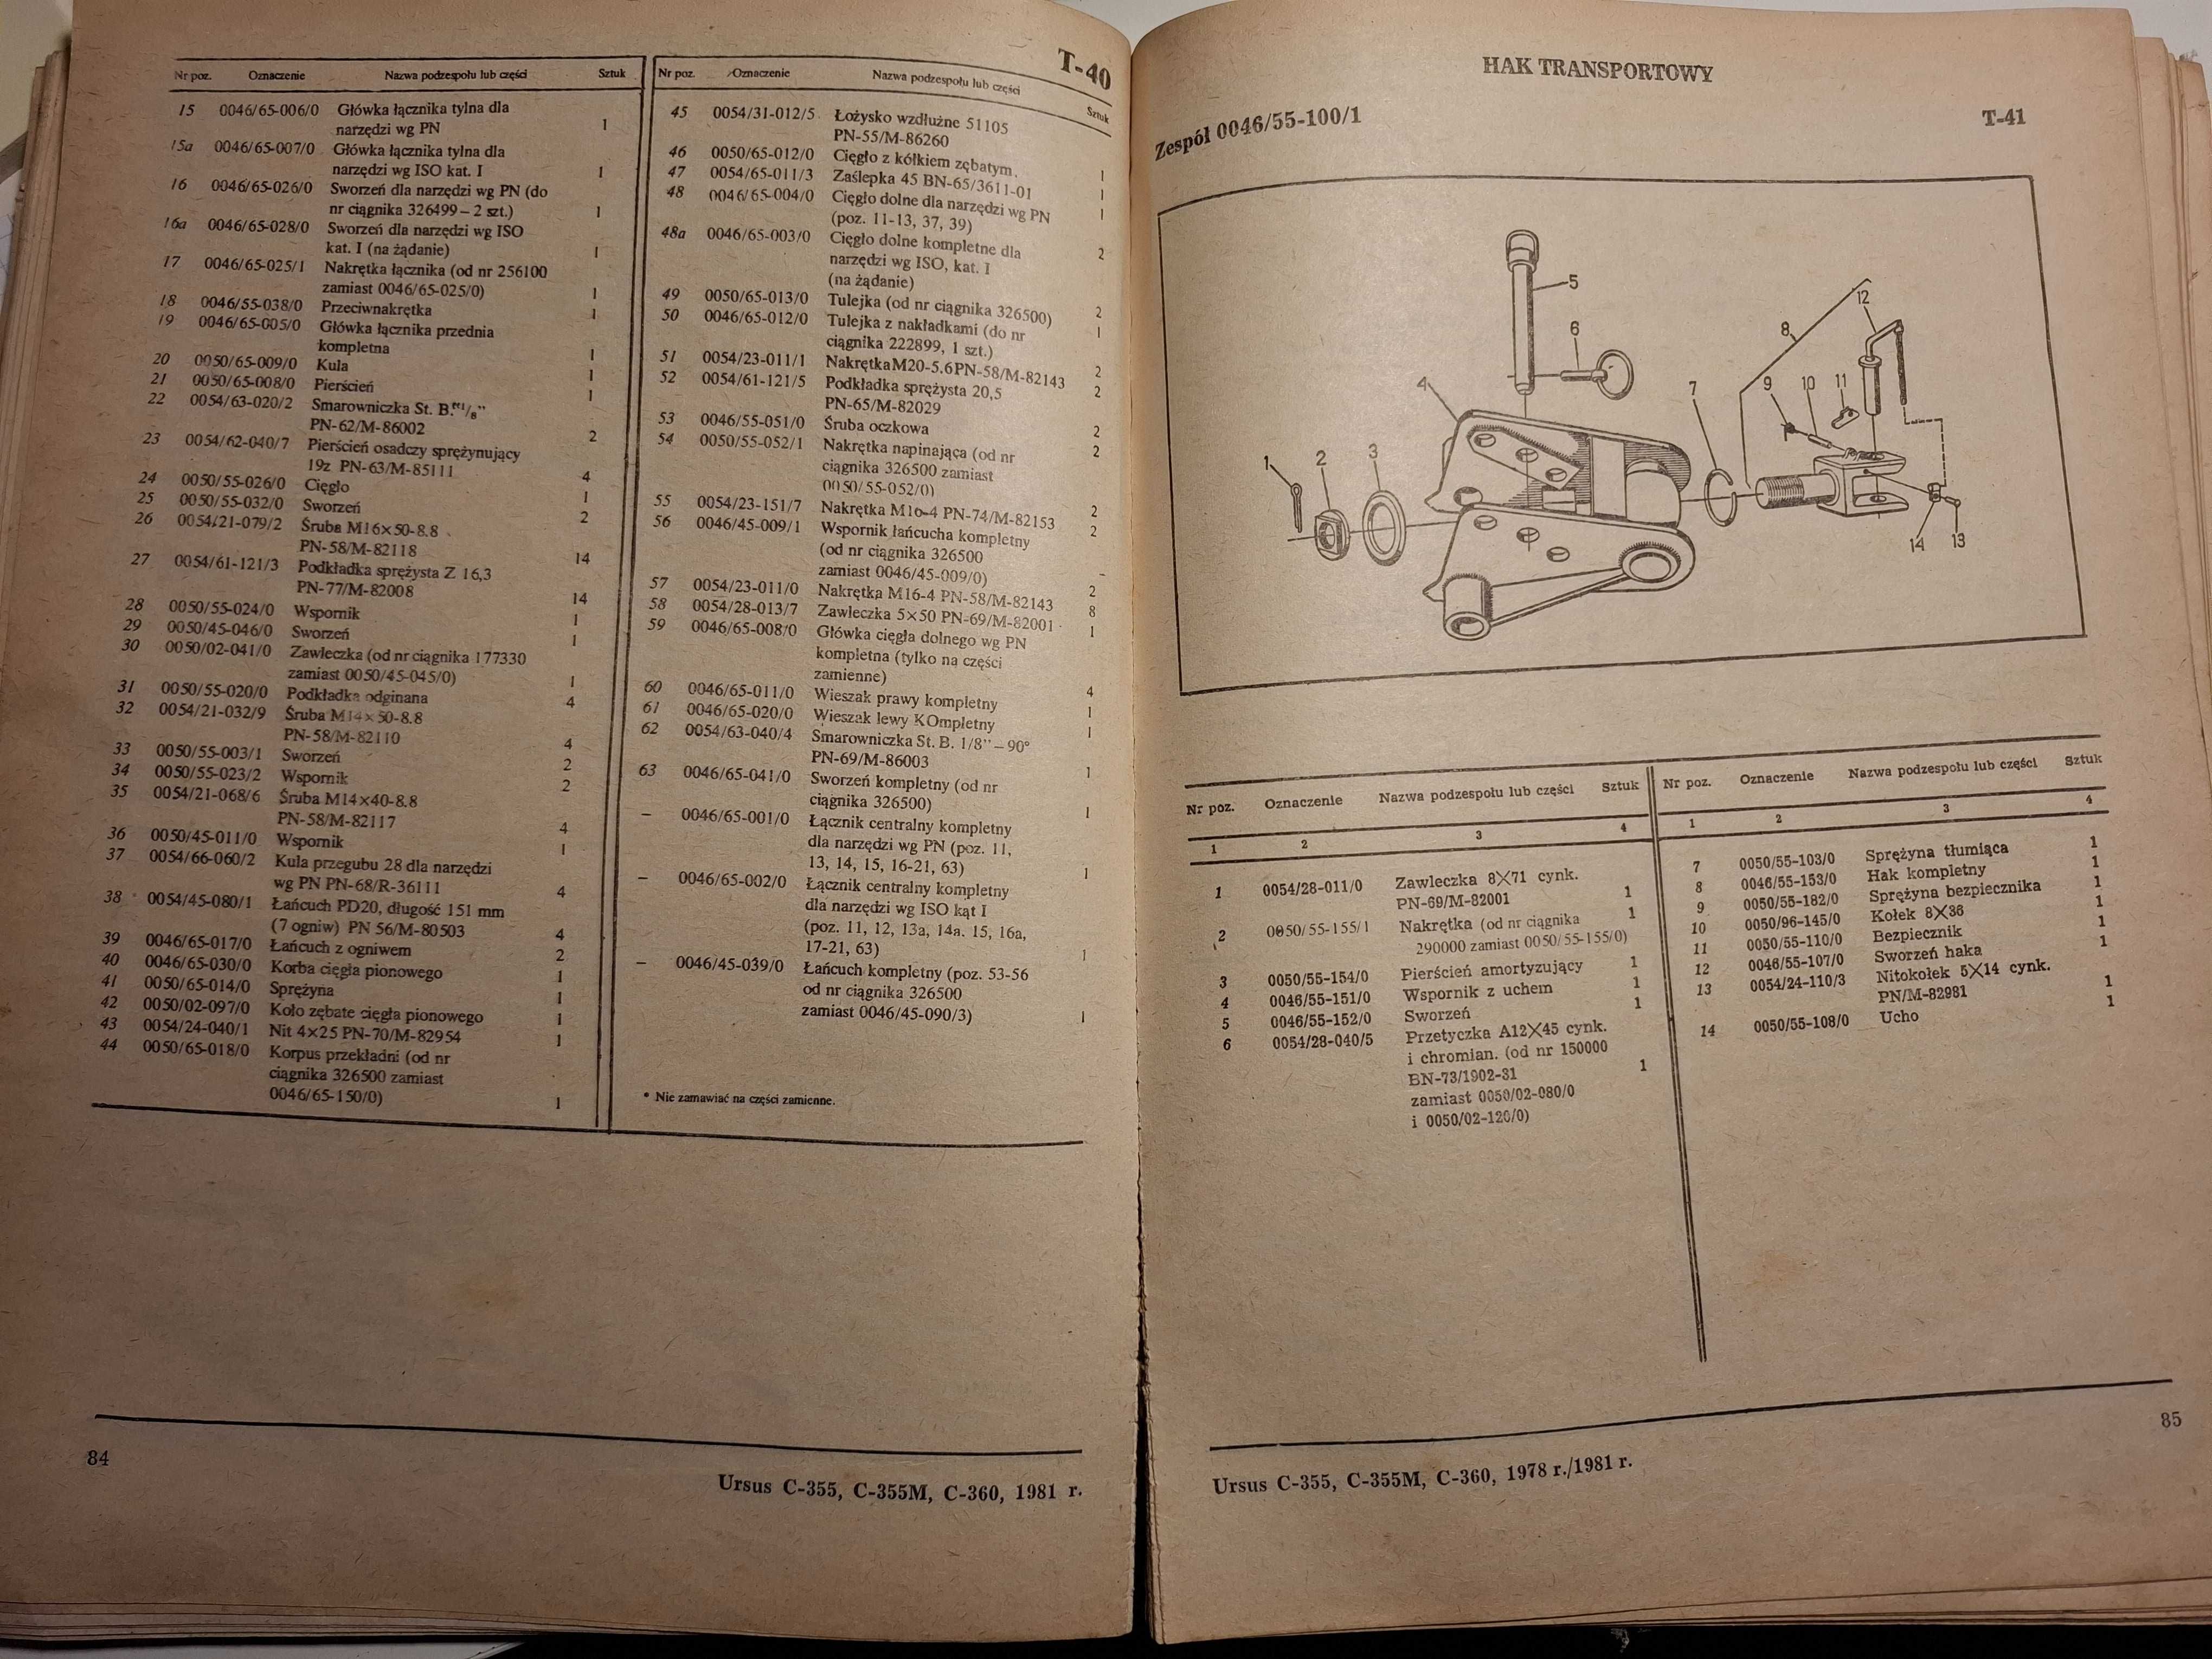 T-40
Nr poz. Oznaczenie Nazwa podzespołu lub części Sztuk
15 0046/65-006/0 Główka łącznika tylna dla
narzędzi wg PN 1
15a 0046/65-007/0 Główka łącznika tylna dla
narzędzi wg ISO kat. I 1
16 0046/65-026/0 Sworzeń dla narzędzi wg PN (do
nr ciągnika 326499 – 2 szt.) 1
16a 0046/65-028/0 Sworzeń dla narzędzi wg ISO
kat. I (na żądanie) 1
17 0046/65-025/1 Nakrętka łącznika (od nr 256100
zamiast 0046/65-025/0) 1
18 0046/55-038/0 Przeciwnakrętka 1
19 0046/65-005/0 Główka łącznika przednia
kompletna 1
20 0050/65-009/0 Kula 1
21 0050/65-008/0 Pierścień 1
22 0054/63-020/2 Smarowniczka St. B. 1/8"
PN-62/M-86002 2
23 0054/62-040/7 Pierścień osadczy sprężynujący
19z PN-63/M-85111 4
24 0050/55-026/0 Cięgło 1
25 0050/55-032/0 Sworzeń 2
26 0054/21-079/2 Śruba M16×50-8.8
PN-58/M-82118 14
27 0054/61-121/3 Podkładka sprężysta Z 16,3
PN-77/M-82008 14
28 0050/55-024/0 Wspornik 1
29 0050/45-046/0 Sworzeń 1
30 0050/02-041/0 Zawleczka (od nr ciągnika 177330
zamiast 0050/45-045/0) 1
31 0050/55-020/0 Podkładka odginana 4
32 0054/21-032/9 Śruba M14×50-8.8
PN-58/M-82110 4
33 0050/55-003/1 Sworzeń 2
34 0050/55-023/2 Wspornik 2
35 0054/21-068/6 Śruba M14×40-8.8
PN-58/M-82117 4
36 0050/45-011/0 Wspornik 1
37 0054/66-060/2 Kula przegubu 28 dla narzędzi
wg PN PN-68/R-36111 4
38 * 0054/45-080/1 Łańcuch PD20, długość 151 mm
(7 ogniw) PN 56/M-80503 4
39 0046/65-017/0 Łańcuch z ogniwem 2
40 0046/65-030/0 Korba cięgła pionowego 1
41 0050/65-014/0 Sprężyna 1
42 0050/02-097/0 Koło zębate cięgła pionowego 1
43 0054/24-040/1 Nit 4×25 PN-70/M-82954 1
44 0050/65-018/0 Korpus przekładni (od nr
ciągnika 326500 zamiast
0046/65-150/0) 1
Nr poz. Oznaczenie Nazwa podzespołu lub części Sztuk
45 0054/31-012/5 Łożysko wzdłużne 51105
PN-55/M-86260 1
46 0050/65-012/0 Cięgło z kółkiem zębatym. 1
47 0054/65-011/3 Zaślepka 45 BN-65/3611-01 1
48 0046/65-004/0 Cięgło dolne dla narzędzi wg PN
(poz. 11-13, 37, 39) 2
48a 0046/65-003/0 Cięgło dolne kompletne dla
narzędzi wg ISO, kat. I
(na żądanie) 2
49 0050/65-013/0 Tulejka (od nr ciągnika 326500) 1
50 0046/65-012/0 Tulejka z nakładkami (do nr
ciągnika 222899, 1 szt.) 2
51 0054/23-011/1 Nakrętka M20-5.6 PN-58/M-82143 2
52 0054/61-121/5 Podkładka sprężysta 20,5
PN-65/M-82029 2
53 0046/55-051/0 Śruba oczkowa 2
54 0050/55-052/1 Nakrętka napinająca (od nr
ciągnika 326500 zamiast
0050/55-052/0) 2
55 0054/23-151/7 Nakrętka M16-4 PN-74/M-82153 2
56 0046/45-009/1 Wspornik łańcucha kompletny
(od nr ciągnika 326500
zamiast 0046/45-009/0) 2
57 0054/23-011/0 Nakrętka M16-4 PN-58/M-82143 8
58 0054/28-013/7 Zawleczka 5×50 PN-69/M-82001 1
59 0046/65-008/0 Główka cięgła dolnego wg PN
kompletna (tylko na części
zamienne) 4
60 0046/65-011/0 Wieszak prawy kompletny 1
61 0046/65-020/0 Wieszak lewy KOmpletny 1
62 0054/63-040/4 Smarowniczka St. B. 1/8" – 90°
PN-69/M-86003 1
63 0046/65-041/0 Sworzeń kompletny (od nr
ciągnika 326500) 1
– 0046/65-001/0 Łącznik centralny kompletny
dla narzędzi wg PN (poz. 11,
13, 14, 15, 16-21, 63) 1
– 0046/65-002/0 Łącznik centralny kompletny
dla narzędzi wg ISO kąt I
(poz. 11, 12, 13a, 14a, 15, 16a,
17-21, 63) 1
– 0046/45-039/0 Łańcuch kompletny (poz. 53-56
od nr ciągnika 326500
zamiast 0046/45-090/3) 1
* Nie zamawiać na części zamienne.
84
Ursus C-355, C-355M, C-360, 1981 r.
HAK TRANSPORTOWY
Zespół 0046/55-100/1 T-41
1 2 3 4 5 6 7 8 9 10 11 12 13 14
Nr poz. Oznaczenie Nazwa podzespołu lub części Sztuk
1 2 3 4
1 0054/28-011/0 Zawleczka 8×71 cynk.
PN-69/M-82001 1
2 0050/55-155/1 Nakrętka (od nr ciągnika 1
290000 zamiast 0050/55-155/0)
3 0050/55-154/0 Pierścień amortyzujący 1
4 0046/55-151/0 Wspornik z uchem 1
5 0046/55-152/0 Sworzeń 1
6 0054/28-040/5 Przetyczka A12×45 cynk.
i chromian. (od nr 150000
BN-73/1902-31 1
zamiast 0050/02-080/0
i 0050/02-120/0)
Nr poz. Oznaczenie Nazwa podzespołu lub części Sztuk
1 2 3 4
7 0050/55-103/0 Sprężyna tłumiąca 1
8 0046/55-153/0 Hak kompletny 1
9 0050/55-182/0 Sprężyna bezpiecznika 1
10 0050/96-145/0 Kołek 8×36 1
11 0050/55-110/0 Bezpiecznik 1
12 0046/55-107/0 Sworzeń haka 1
13 0054/24-110/3 Nitokołek 5×14 cynk.
PN/M-82981 1
14 0050/55-108/0 Ucho 1
85
Ursus C-355, C-355M, C-360, 1978 r./1981 r.